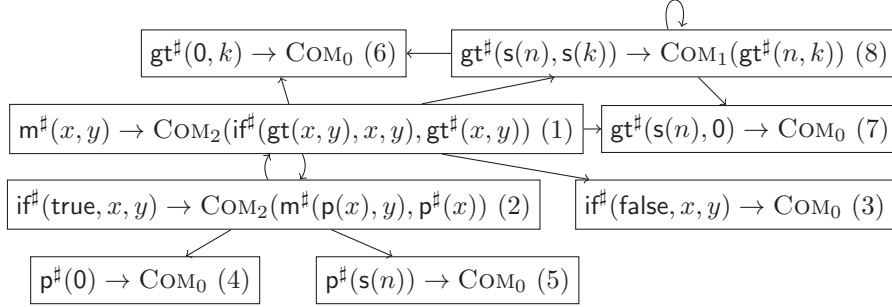 gt♯(0, k) → COM₀ (6) gt♯(s(n), s(k)) → COM₁(gt♯(n, k)) (8)
m♯(x, y) → COM₂(if♯(gt(x, y), x, y), gt♯(x, y)) (1) gt♯(s(n), 0) → COM₀ (7)
if♯(true, x, y) → COM₂(m♯(p(x), y), p♯(x)) (2) if♯(false, x, y) → COM₀ (3)
p♯(0) → COM₀ (4) p♯(s(n)) → COM₀ (5)